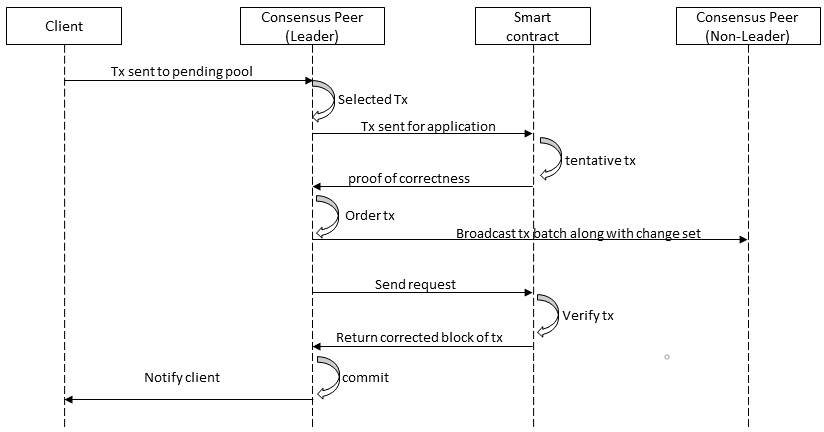 Client
Consensus Peer
(Leader)
Smart
contract
Consensus Peer
(Non-Leader)
Tx sent to pending pool
Selected Tx
Tx sent for application
tentative tx
proof of correctness
Order tx
Broadcast tx batch along with change set
Send request
Verify tx
Return corrected block of tx
Notify client
commit